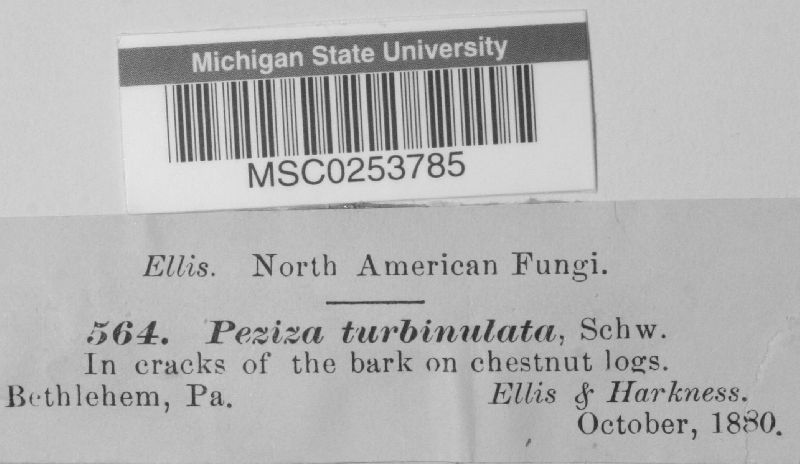 Michigan State University
MSC0253785
Ellis. North American Fungi.
564. Peziza turbinulata, Schw.
In cracks of the bark on chestnut logs.
Bethlehem, Pa. Ellis & Harkness.
October, 1880.